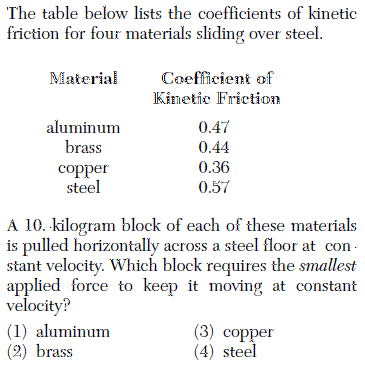 The table below lists the coefficients of kinetic
friction for four materials sliding over steel.
Material Coefficient of
Kinetic Friction
aluminum 0.47
brass 0.44
copper 0.36
steel 0.57
A 10. -kilogram block of each of these materials
is pulled horizontally across a steel floor at con-
stant velocity. Which block requires the smallest
applied force to keep it moving at constant
velocity?
(1) aluminum (3) copper
(2) brass (4) steel